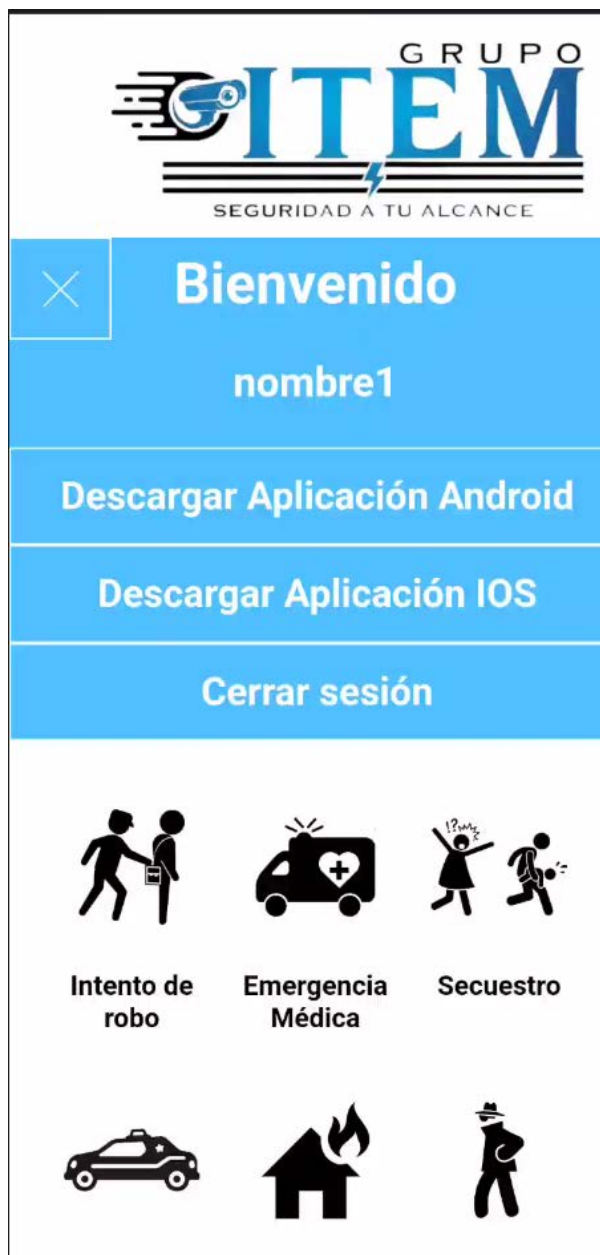 GRUPO
ITEM
SEGURIDAD A TU ALCANCE
Bienvenido
nombre1
Descargar Aplicación Android
Descargar Aplicación IOS
Cerrar sesión
!?
Intento de
robo
Emergencia
Médica
Secuestro